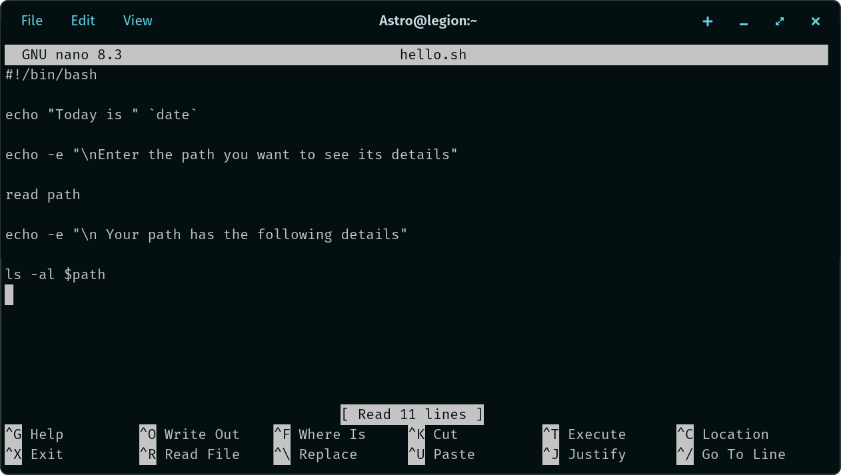 File Edit View Astro@legion:~
GNU nano 8.3 hello.sh
#!/bin/bash
echo "Today is " `date`
echo -e "\nEnter the path you want to see its details"
read path
echo -e "\n Your path has the following details"
ls -al $path
[ Read 11 lines ]
^G Help ^O Write Out ^F Where Is ^K Cut ^T Execute ^C Location
^X Exit ^R Read File ^\ Replace ^U Paste ^J Justify ^/ Go To Line